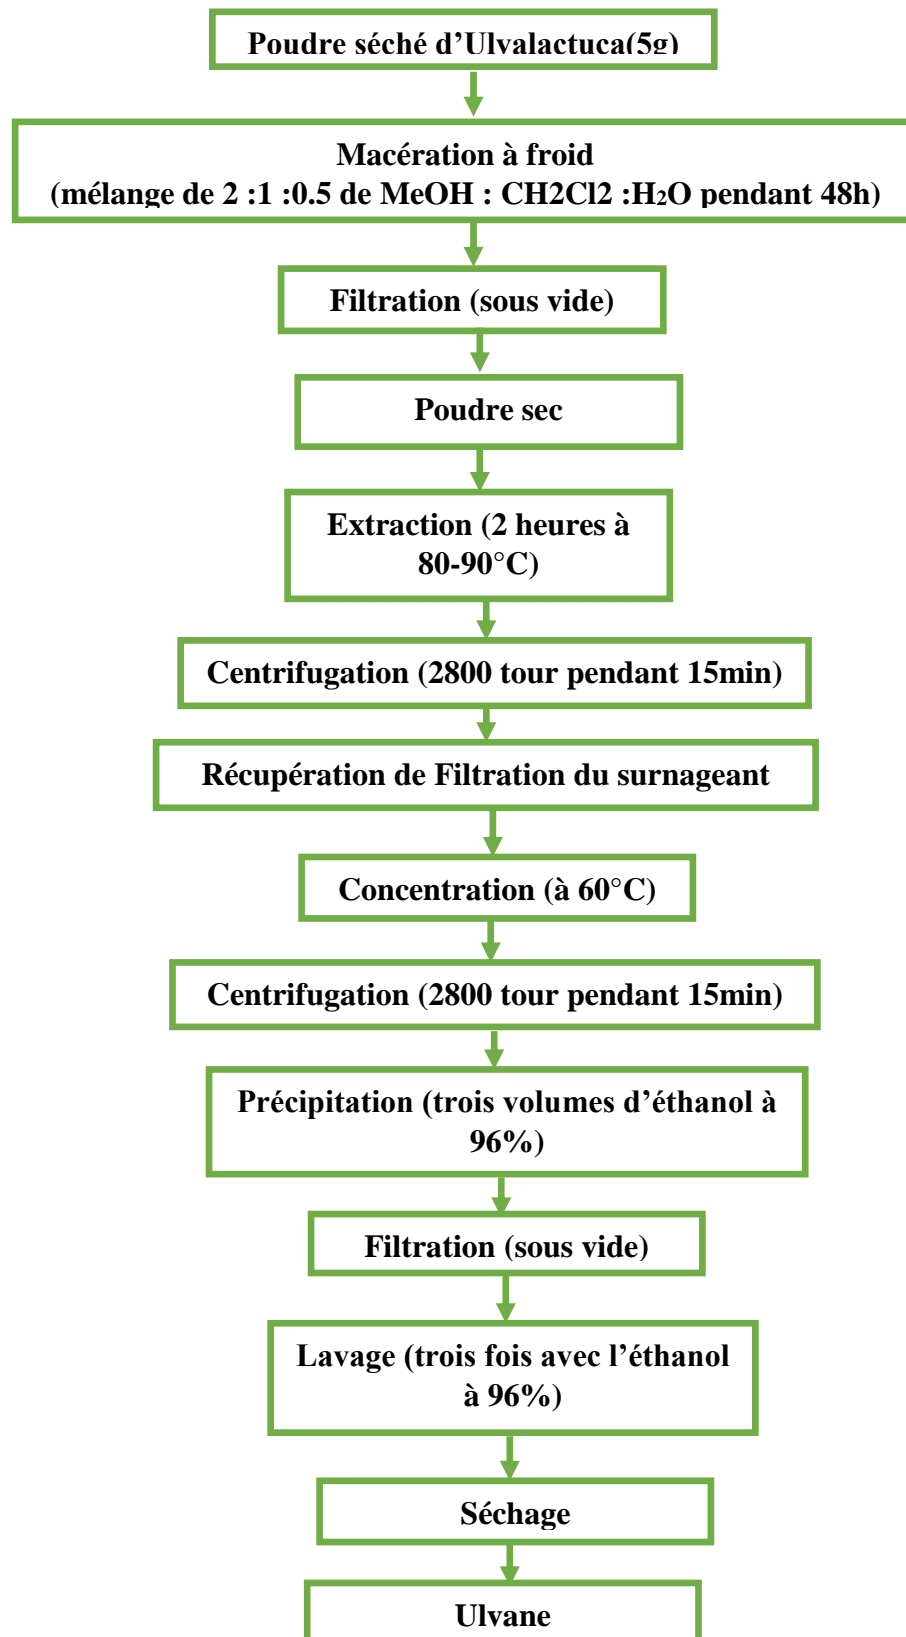 Poudre séché d’Ulvalactuca(5g)
Macération à froid
(mélange de 2 :1 :0.5 de MeOH : CH2Cl2 :H₂O pendant 48h)
Filtration (sous vide)
Poudre sec
Extraction (2 heures à
80-90°C)
Centrifugation (2800 tour pendant 15min)
Récupération de Filtration du surnageant
Concentration (à 60°C)
Centrifugation (2800 tour pendant 15min)
Précipitation (trois volumes d’éthanol à
96%)
Filtration (sous vide)
Lavage (trois fois avec l’éthanol
à 96%)
Séchage
Ulvane